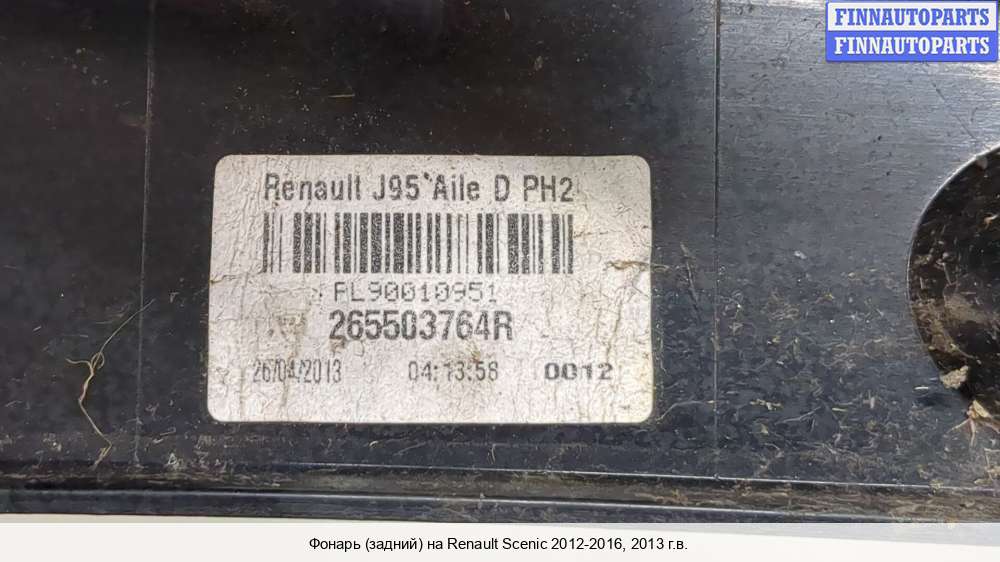 FINNAUTOPARTS
FINNAUTOPARTS
Renault J95 Aile D PH2
PL90010951
265503764R
26/04/2013 04:13:58 0012
Фонарь (задний) на Renault Scenic 2012-2016, 2013 г.в.